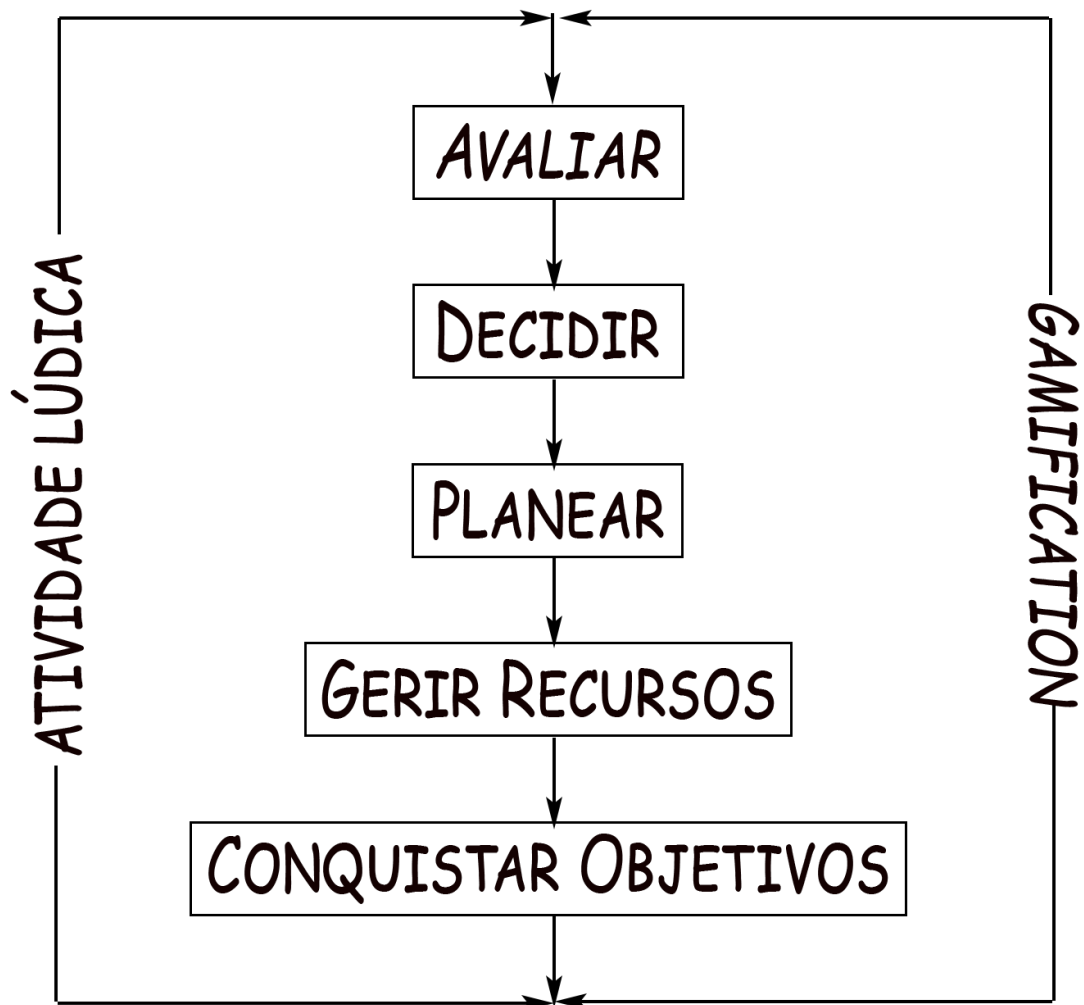 AVALIAR
DECIDIR
PLANEAR
GERIR RECURSOS
CONQUISTAR OBJETIVOS
ATIVIDADE LÚDICA
GAMIFICATION